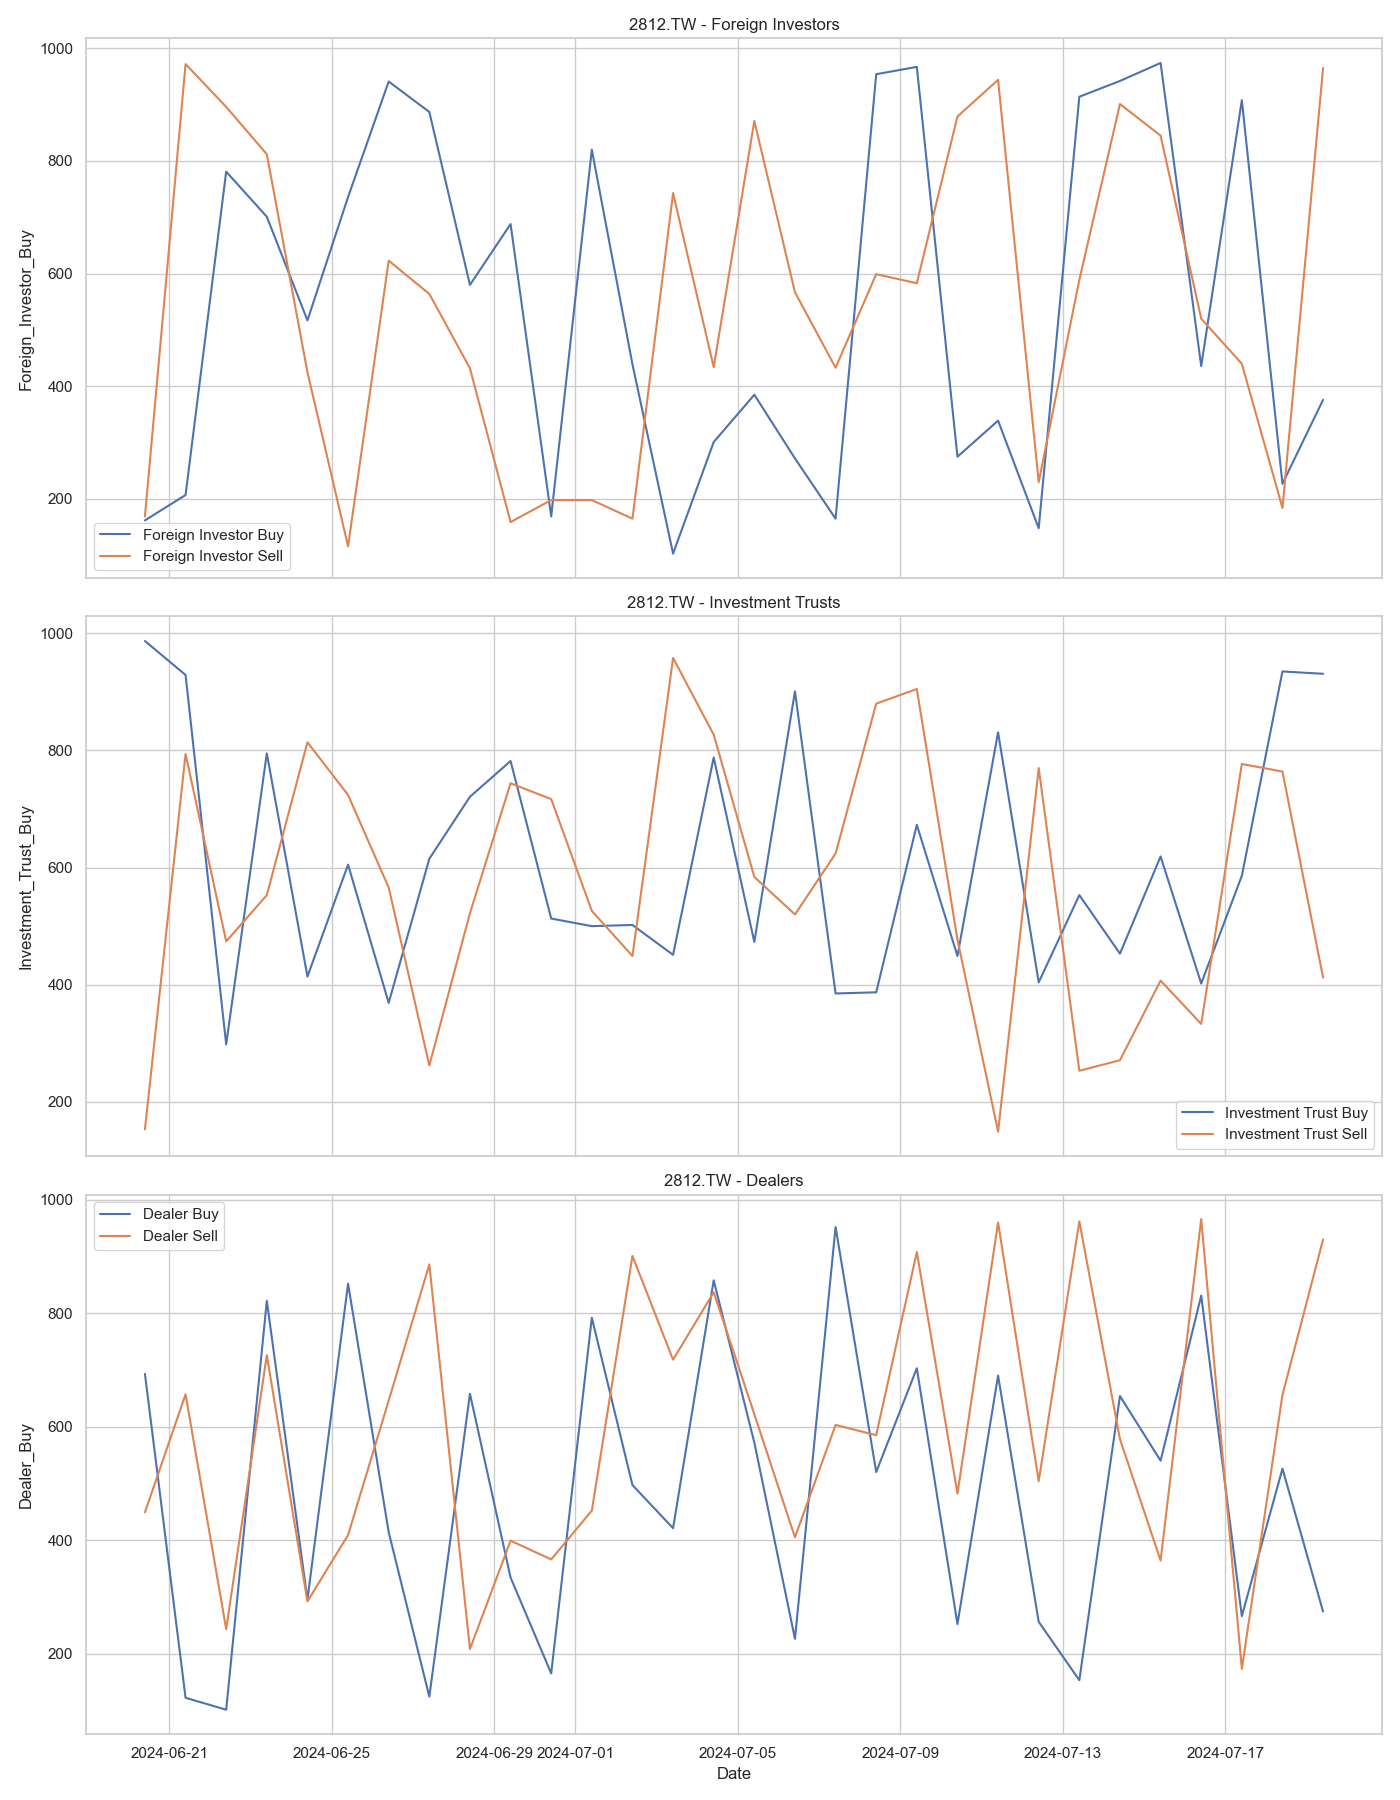 2812.TW - Foreign Investors
1000
800
600
400
200
Foreign_Investor_Buy
Foreign Investor Buy
Foreign Investor Sell
2812.TW - Investment Trusts
1000
800
600
400
200
Investment_Trust_Buy
Investment Trust Buy
Investment Trust Sell
2812.TW - Dealers
1000
800
600
400
200
Dealer_Buy
Dealer Buy
Dealer Sell
2024-06-21 2024-06-25 2024-06-29 2024-07-01 2024-07-05 2024-07-09 2024-07-13 2024-07-17
Date